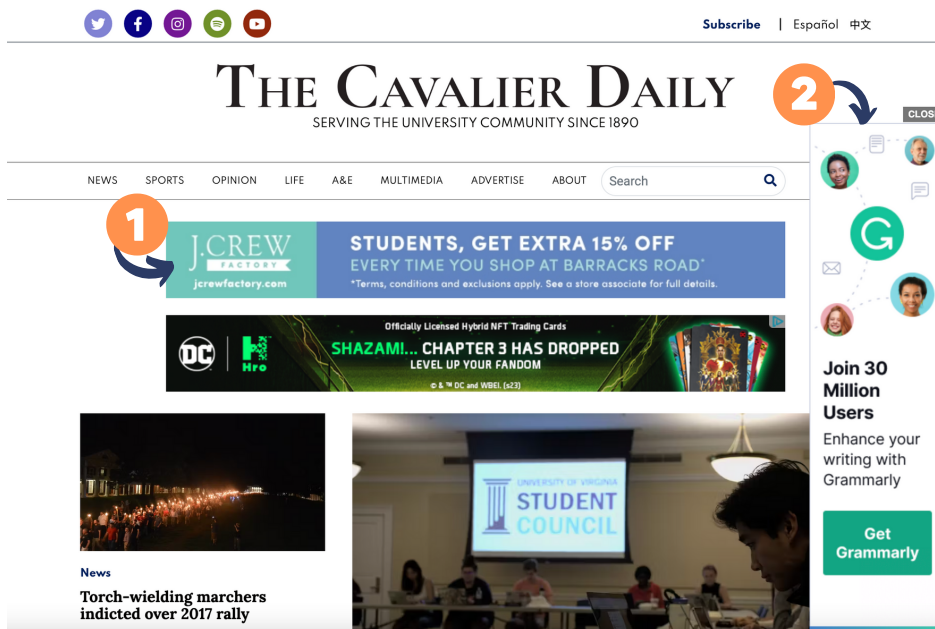 Subscribe | Español 中文
THE CAVALIER DAILY
SERVING THE UNIVERSITY COMMUNITY SINCE 1890
2
CLOS
NEWS SPORTS OPINION LIFE A&E MULTIMEDIA ADVERTISE ABOUT Search
1
J.CREW
FACTORY
jcrewfactory.com
STUDENTS, GET EXTRA 15% OFF
EVERY TIME YOU SHOP AT BARRACKS ROAD*
*Terms, conditions and exclusions apply. See a store associate for full details.
DC
Hro
Officially Licensed Hybrid NFT Trading Cards
SHAZAM!... CHAPTER 3 HAS DROPPED
LEVEL UP YOUR FANDOM
© & ™ DC and WBEI. (s23)
G
Join 30
Million
Users
Enhance your
writing with
Grammarly
Get
Grammarly
UNIVERSITY OF VIRGINIA
STUDENT
COUNCIL
News
Torch-wielding marchers
indicted over 2017 rally